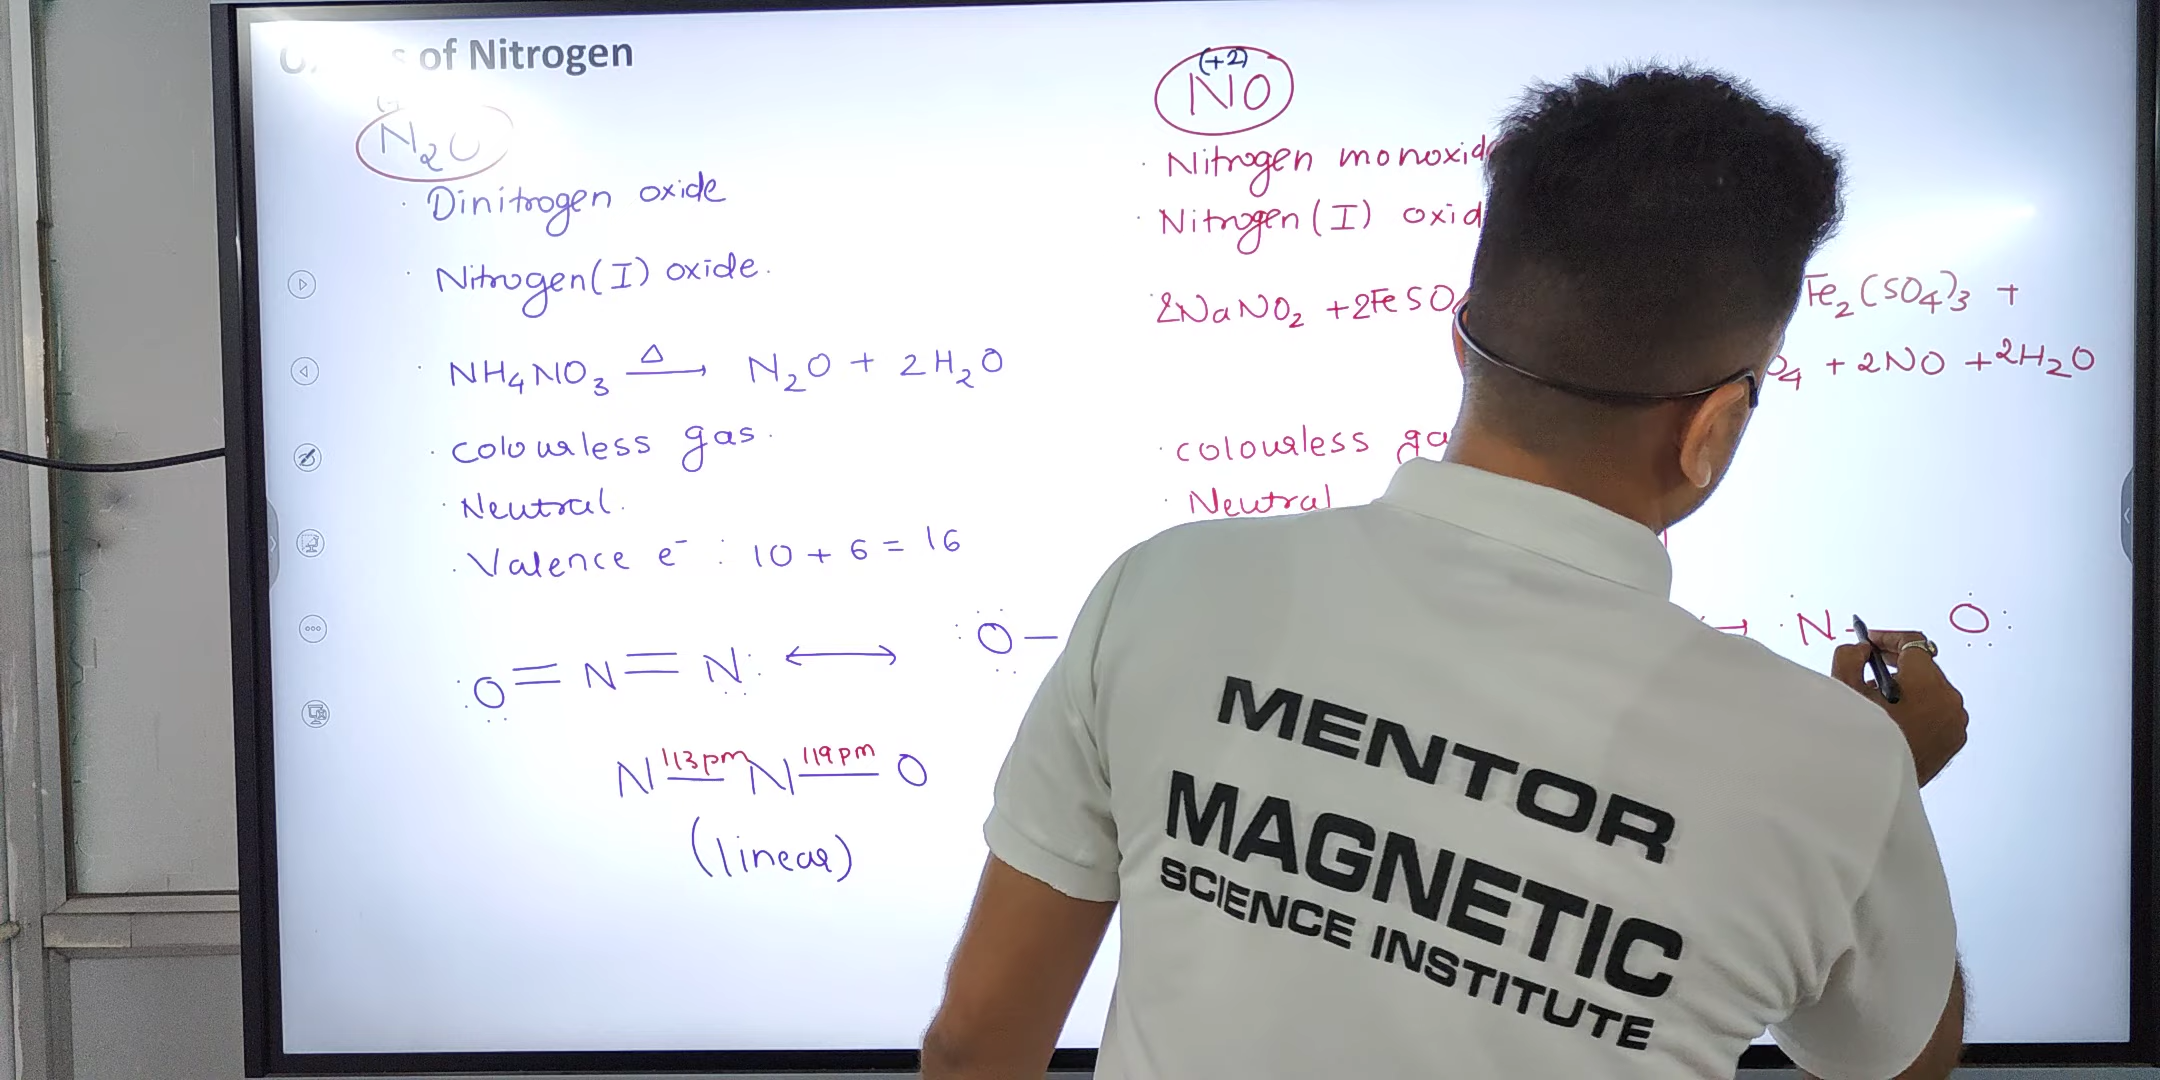 of Nitrogen
N₂O
· Dinitrogen oxide
· Nitrogen(I) oxide.
· NH₄NO₃ —Δ→ N₂O + 2H₂O
· colourless gas.
· Neutral.
· Valence e⁻ : 10 + 6 = 16
:O = N = N: ⟷ :O –
N 113pm N 119pm O
(linear)
(+2)
NO
· Nitrogen monoxid
· Nitrogen(I) oxid
· 2NaNO₂ + 2FeSO Fe₂(SO₄)₃ +
O₄ + 2NO + 2H₂O
· colourless ga
· Neutral
→ :N – O:
MENTOR
MAGNETIC
SCIENCE INSTITUTE